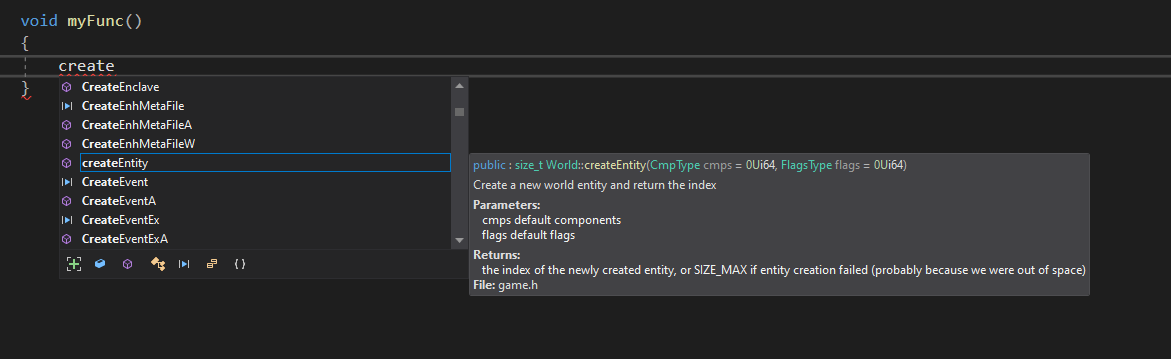 void myFunc()
{
create
}
CreateEnclave
CreateEnhMetaFile
CreateEnhMetaFileA
CreateEnhMetaFileW
createEntity
CreateEvent
CreateEventA
CreateEventEx
CreateEventExA
{ }
public : size_t World::createEntity(CmpType cmps = 0Ui64, FlagsType flags = 0Ui64)
Create a new world entity and return the index
Parameters:
cmps default components
flags default flags
Returns:
the index of the newly created entity, or SIZE_MAX if entity creation failed (probably because we were out of space)
File: game.h